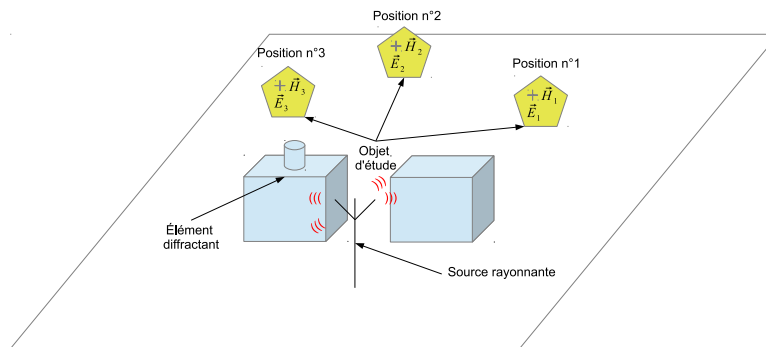 Position n°2
Position n°3
Position n°1
H⃗₂
E⃗₂
H⃗₃
E⃗₃
H⃗₁
E⃗₁
Objet
d'étude
Élément
diffractant
Source rayonnante